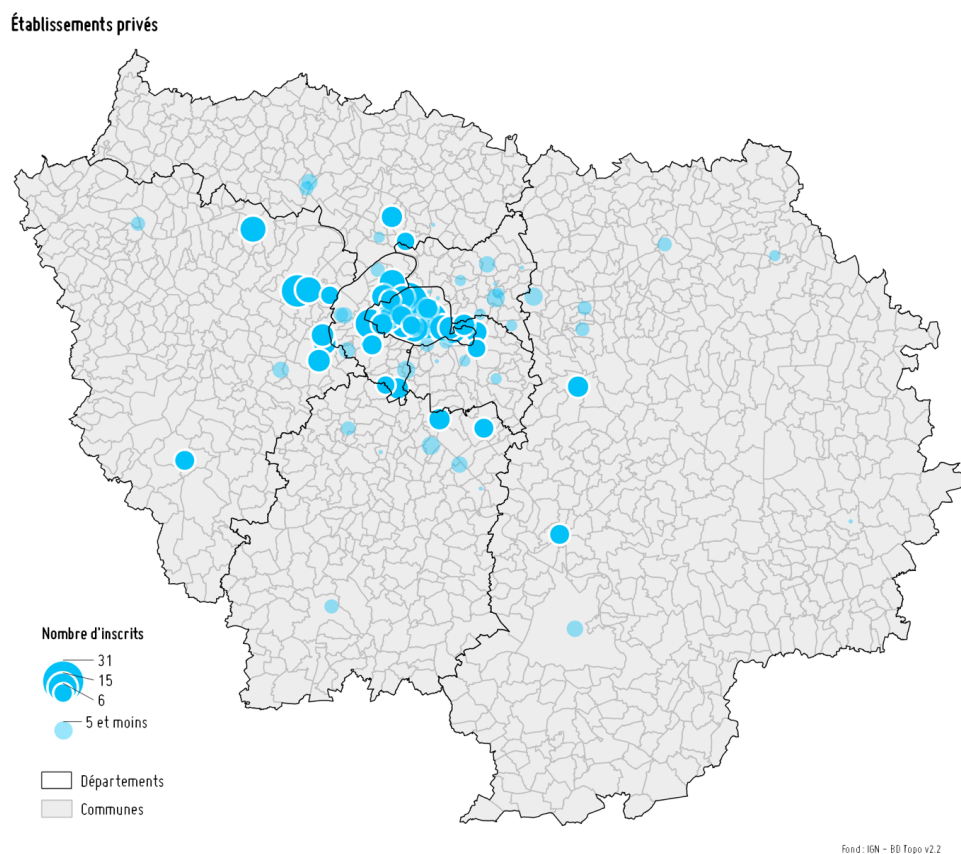 Établissements privés
Nombre d'inscrits
31
15
6
5 et moins
Départements
Communes
Fond : IGN - BD Topo v2.2